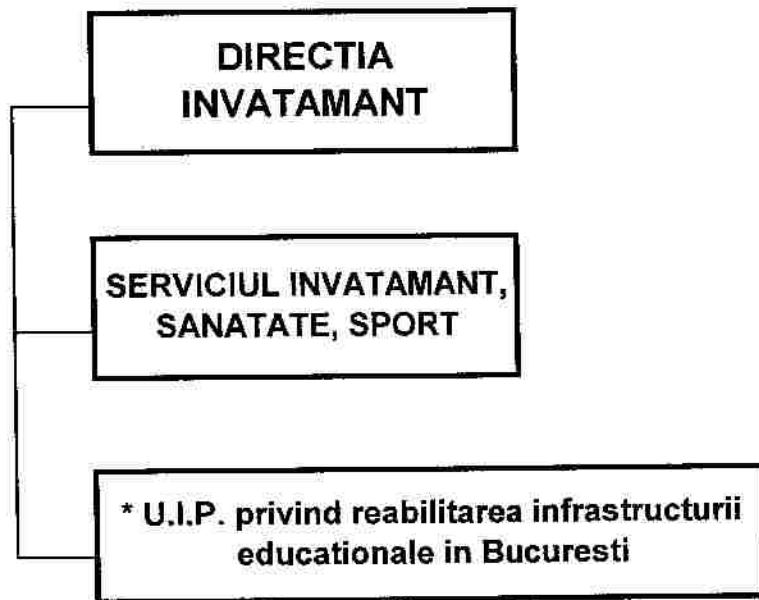 DIRECTIA
INVATAMANT
SERVICIUL INVATAMANT,
SANATATE, SPORT
* U.I.P. privind reabilitarea infrastructurii
educationale in Bucuresti